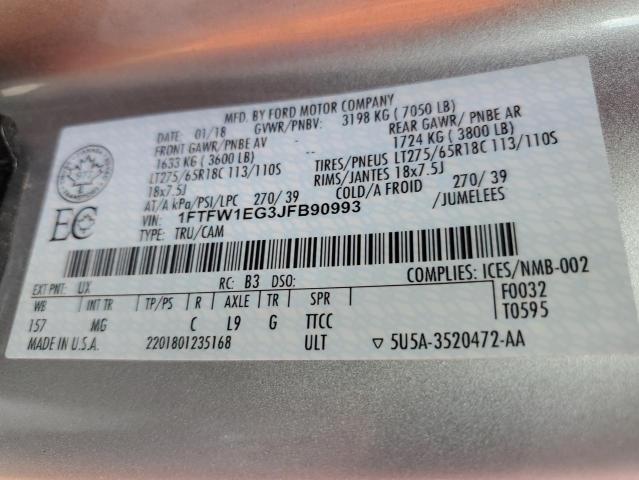 MFD. BY FORD MOTOR COMPANY
DATE: 01/18 GVWR/PNBV: 3198 KG ( 7050 LB)
FRONT GAWR/PNBE AV REAR GAWR/ PNBE AR
1633 KG ( 3600 LB) 1724 KG ( 3800 LB)
LT275/65R18C 113/110S TIRES/PNEUS LT275/65R18C 113/110S
18x7.5J RIMS/JANTES 18x7.5J
AT/A kPa/PSI/LPC 270/ 39 COLD/A FROID 270/ 39
VIN: 1FTFW1EG3JFB90993 /JUMELEES
TYPE: TRU/CAM
EC
EXT PNT: UX RC: B3 DSO: COMPLIES: ICES/NMB-002
WB INT TR TP/PS R AXLE TR SPR F0032
157 MG C L9 G TTCC T0595
MADE IN U.S.A. 2201801235168 ULT ▽ 5U5A-3520472-AA